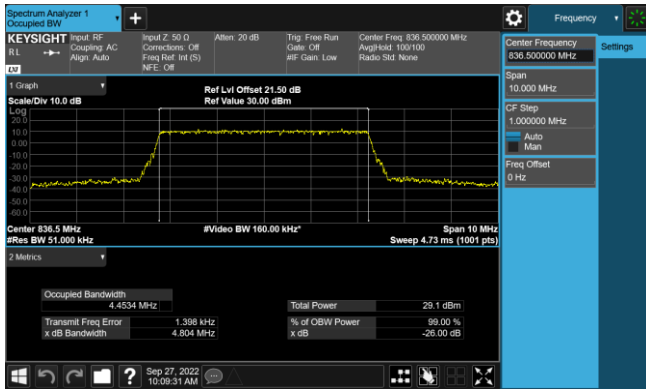 Spectrum Analyzer 1
Occupied BW
Frequency
KEYSIGHT Input: RF
R L
Coupling: AC
Align: Auto
LXI
Input Z: 50 Ω
Corrections: Off
Freq Ref: Int (S)
NFE: Off
Atten: 20 dB
Trig: Free Run
Gate: Off
#IF Gain: Low
Center Freq: 836.500000 MHz
Avg|Hold: 100/100
Radio Std: None
Center Frequency
836.500000 MHz
Settings
Span
10.000 MHz
CF Step
1.000000 MHz
Auto
Man
Freq Offset
0 Hz
1 Graph
Scale/Div 10.0 dB
Ref Lvl Offset 21.50 dB
Ref Value 30.00 dBm
Log
20.0
10.0
0.00
-10.0
-20.0
-30.0
-40.0
-50.0
-60.0
Center 836.5 MHz
#Video BW 160.00 kHz*
Span 10 MHz
#Res BW 51.000 kHz
Sweep 4.73 ms (1001 pts)
2 Metrics
Occupied Bandwidth
4.4534 MHz
Total Power 29.1 dBm
Transmit Freq Error 1.398 kHz
% of OBW Power 99.00 %
x dB Bandwidth 4.804 MHz
x dB -26.00 dB
Sep 27, 2022
10:09:31 AM